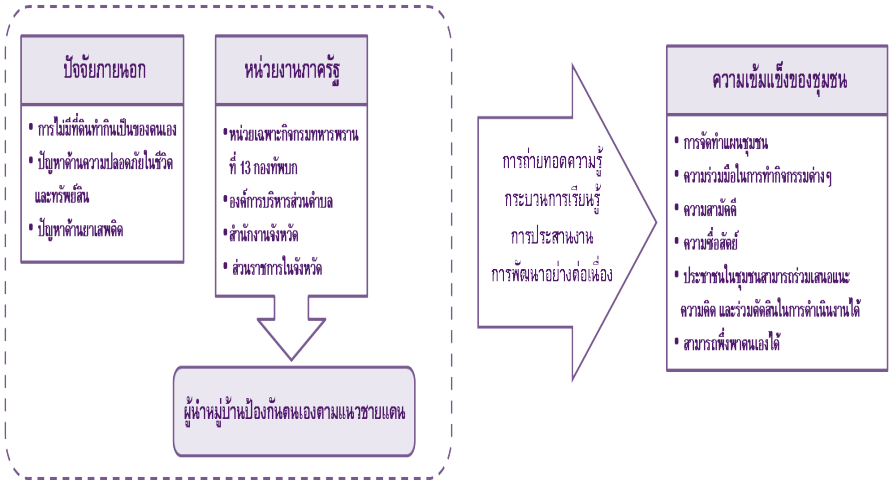 ปัจจัยภายนอก
• การไม่มีที่ดินทำกินเป็นของตนเอง
• ปัญหาด้านความปลอดภัยในชีวิต
และทรัพย์สิน
• ปัญหาด้านยาเสพติด
หน่วยงานภาครัฐ
•หน่วยเฉพาะกิจกรมทหารพราน
ที่ 13 กองทัพบก
•องค์การบริหารส่วนตำบล
•สำนักงานจังหวัด
• ส่วนราชการในจังหวัด
ผู้นำหมู่บ้านป้องกันตนเองตามแนวชายแดน
การถ่ายทอดความรู้
กระบวนการเรียนรู้
การประสานงาน
การพัฒนาอย่างต่อเนื่อง
ความเข้มแข็งของชุมชน
• การจัดทำแผนชุมชน
• ความร่วมมือในการทำกิจกรรมต่างๆ
• ความสามัคคี
• ความซื่อสัตย์
• ประชาชนในชุมชนสามารถร่วมเสนอแนะ
ความคิด และร่วมตัดสินในการดำเนินงานได้
• สามารถพึ่งพาตนเองได้